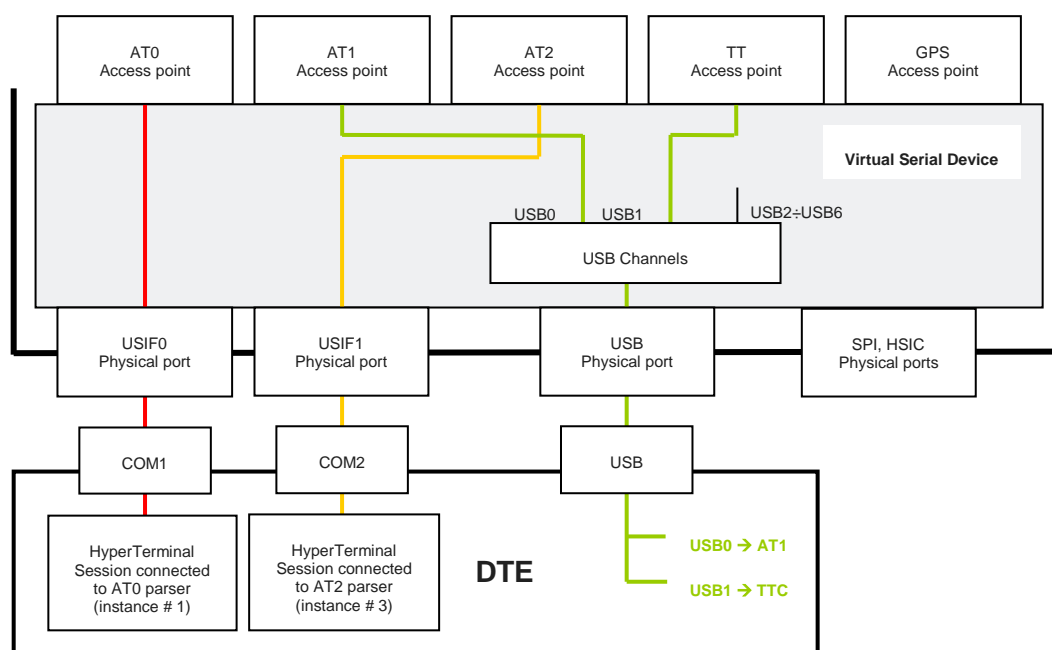 AT0
Access point
AT1
Access point
AT2
Access point
TT
Access point
GPS
Access point
Virtual Serial Device
USB0
USB1
USB2÷USB6
USB Channels
USIF0
Physical port
USIF1
Physical port
USB
Physical port
SPI, HSIC
Physical ports
COM1
COM2
USB
HyperTerminal
Session connected
to AT0 parser
(instance # 1)
HyperTerminal
Session connected
to AT2 parser
(instance # 3)
DTE
USB0 → AT1
USB1 → TTC